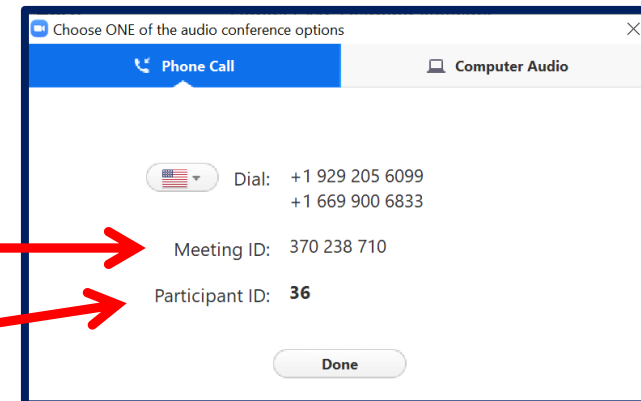 Choose ONE of the audio conference options
Phone Call Computer Audio
Dial: +1 929 205 6099
+1 669 900 6833
Meeting ID: 370 238 710
Participant ID: 36
Done